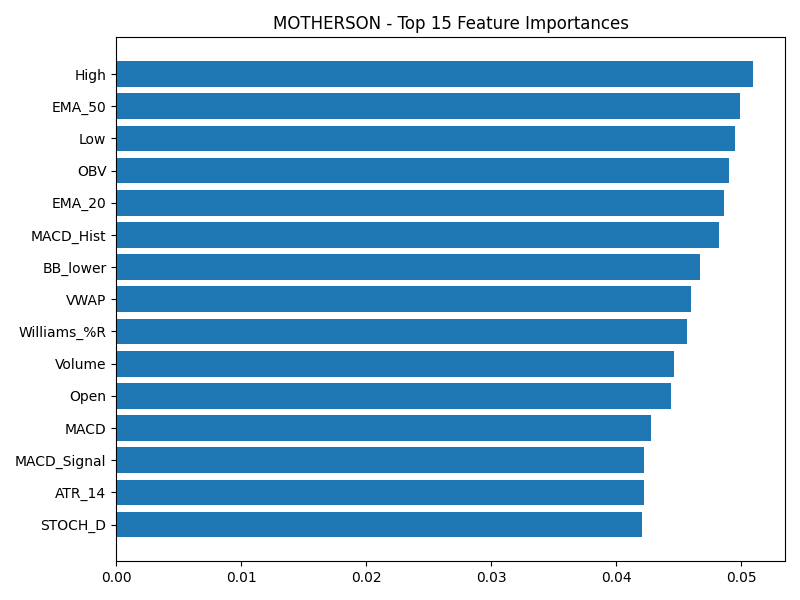 MOTHERSON - Top 15 Feature Importances
High
EMA_50
Low
OBV
EMA_20
MACD_Hist
BB_lower
VWAP
Williams_%R
Volume
Open
MACD
MACD_Signal
ATR_14
STOCH_D
0.00 0.01 0.02 0.03 0.04 0.05